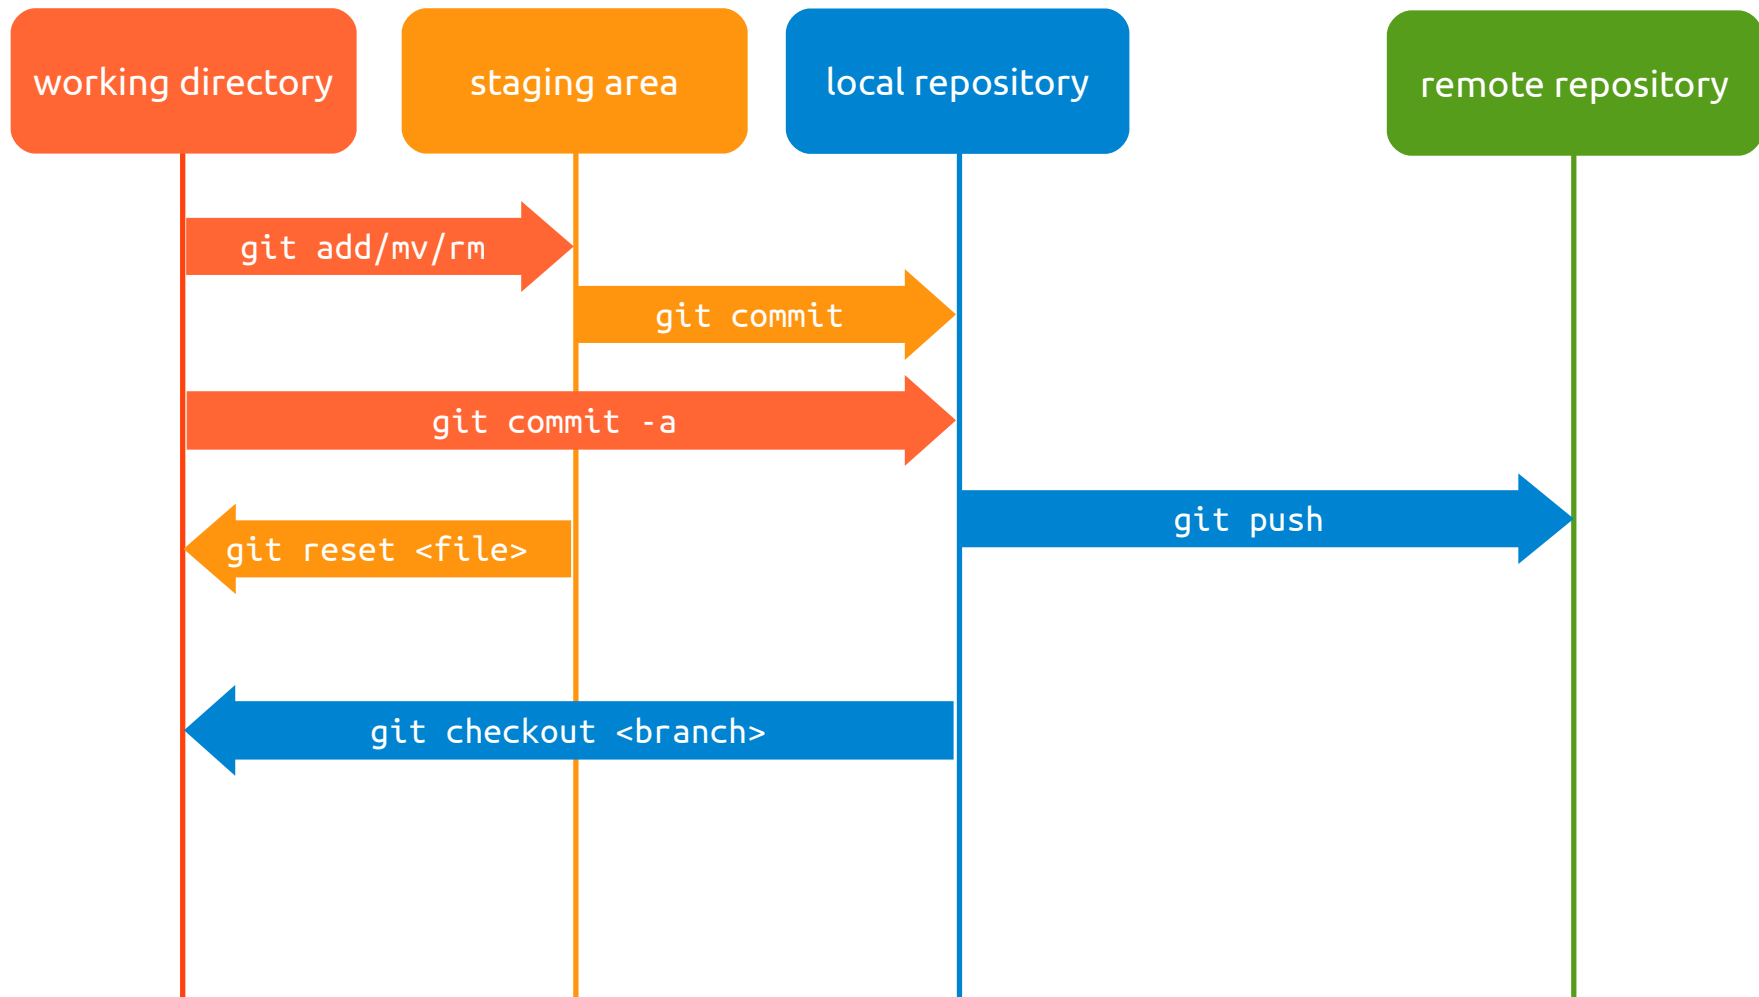 working directory
staging area
local repository
remote repository
git add/mv/rm
git commit
git commit -a
git push
git reset <file>
git checkout <branch>